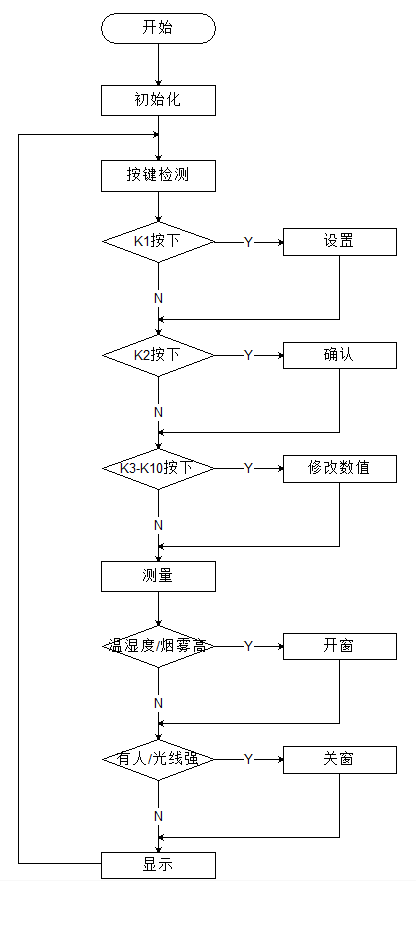 开始
初始化
按键检测
K1按下
Y
设置
N
K2按下
Y
确认
N
K3-K10按下
Y
修改数值
N
测量
温湿度/烟雾高
Y
开窗
N
有人/光线强
Y
关窗
N
显示